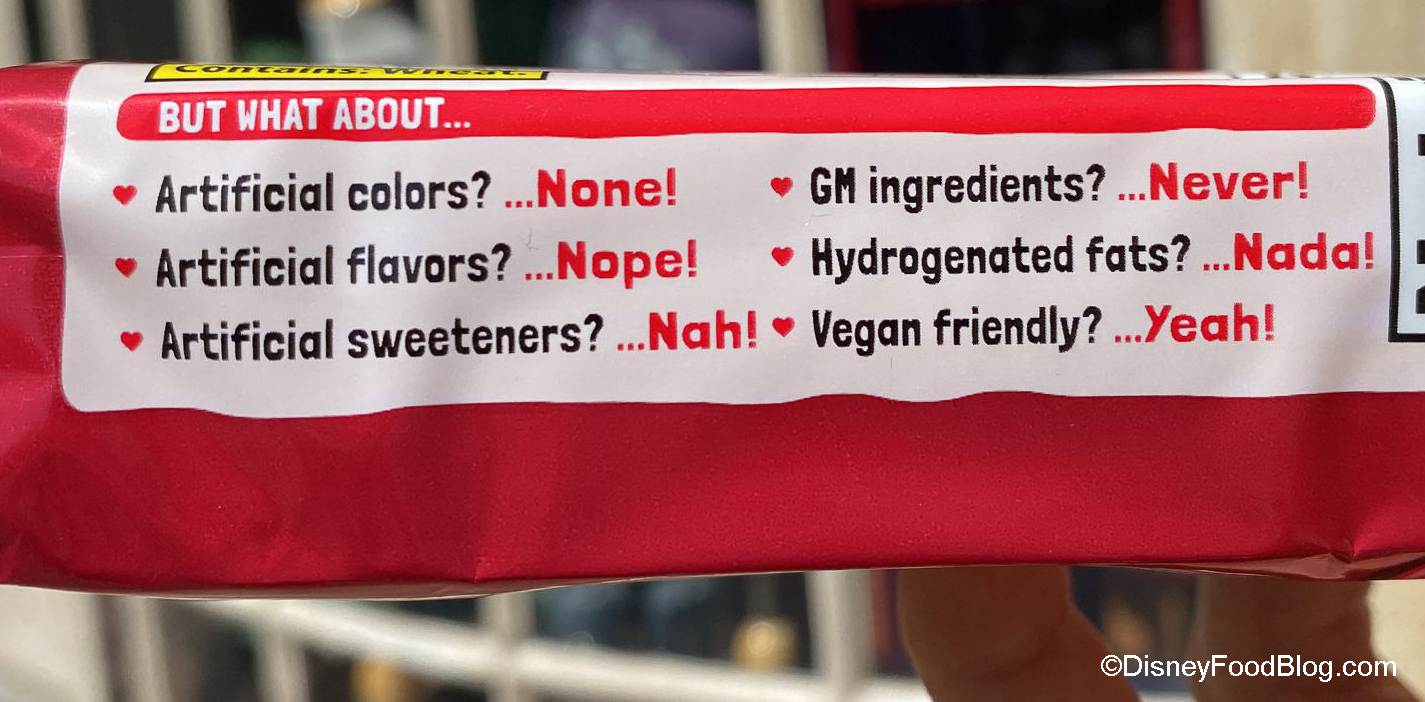 Contains: Wheat.
BUT WHAT ABOUT...
♥ Artificial colors? ...None!
♥ Artificial flavors? ...Nope!
♥ Artificial sweeteners? ...Nah!
♥ GM ingredients? ...Never!
♥ Hydrogenated fats? ...Nada!
♥ Vegan friendly? ...Yeah!
©DisneyFoodBlog.com